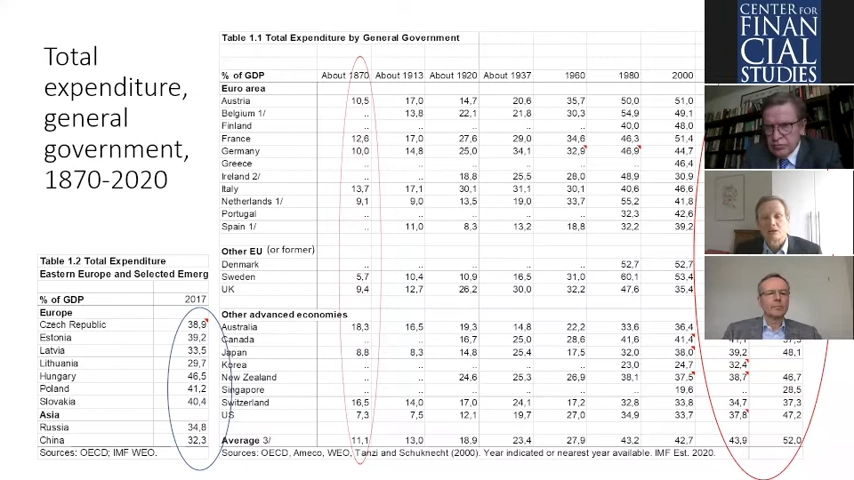 Total
expenditure,
general
government,
1870-2020
Table 1.1 Total Expenditure by General Government
% of GDP About 1870 About 1913 About 1920 About 1937 1960 1980 2000
Euro area
Austria 10,5 17,0 14,7 20,6 35,7 50,0 51,0
Belgium 1/ .. 13,8 22,1 21,8 30,3 54,9 49,1
Finland .. .. .. .. .. 40,0 48,0
France 12,6 17,0 27,6 29,0 34,6 46,3 51,4
Germany 10,0 14,8 25,0 34,1 32,9 46,9 44,7
Greece .. .. .. .. .. .. 46,4
Ireland 2/ .. .. 18,8 25,5 28,0 48,9 30,9
Italy 13,7 17,1 30,1 31,1 30,1 40,6 46,6
Netherlands 1/ 9,1 9,0 13,5 19,0 33,7 55,2 41,8
Portugal .. .. .. .. .. 32,3 42,6
Spain 1/ .. 11,0 8,3 13,2 18,8 32,2 39,2
Other EU (or former)
Denmark .. .. .. .. .. 52,7 52,7
Sweden 5,7 10,4 10,9 16,5 31,0 60,1 53,4
UK 9,4 12,7 26,2 30,0 32,2 47,6 35,4
Other advanced economies
Australia 18,3 16,5 19,3 14,8 22,2 33,6 36,4
Canada .. .. 16,7 25,0 28,6 41,6 41,4
Japan 8,8 8,3 14,8 25,4 17,5 32,0 38,0 39,2 48,1
Korea .. .. .. .. .. 23,0 24,7 32,4
New Zealand .. .. 24,6 25,3 26,9 38,1 37,5 38,7 46,7
Singapore .. .. .. .. .. .. 19,6 .. 28,5
Switzerland 16,5 14,0 17,0 24,1 17,2 32,8 33,8 34,7 37,3
US 7,3 7,5 12,1 19,7 27,0 34,9 33,7 37,8 47,2
Average 3/ 11,1 13,0 18,9 23,4 27,9 43,2 42,7 43,9 52,0
Sources: OECD, Ameco, WEO, Tanzi and Schuknecht (2000). Year indicated or nearest year available. IMF Est. 2020.
Table 1.2 Total Expenditure
Eastern Europe and Selected Emerg
% of GDP 2017
Europe
Czech Republic 38,9
Estonia 39,2
Latvia 33,5
Lithuania 29,7
Hungary 46,5
Poland 41,2
Slovakia 40,4
Asia
Russia 34,8
China 32,3
Sources: OECD; IMF WEO.
CENTER FOR
FINAN
CIAL
STUDIES